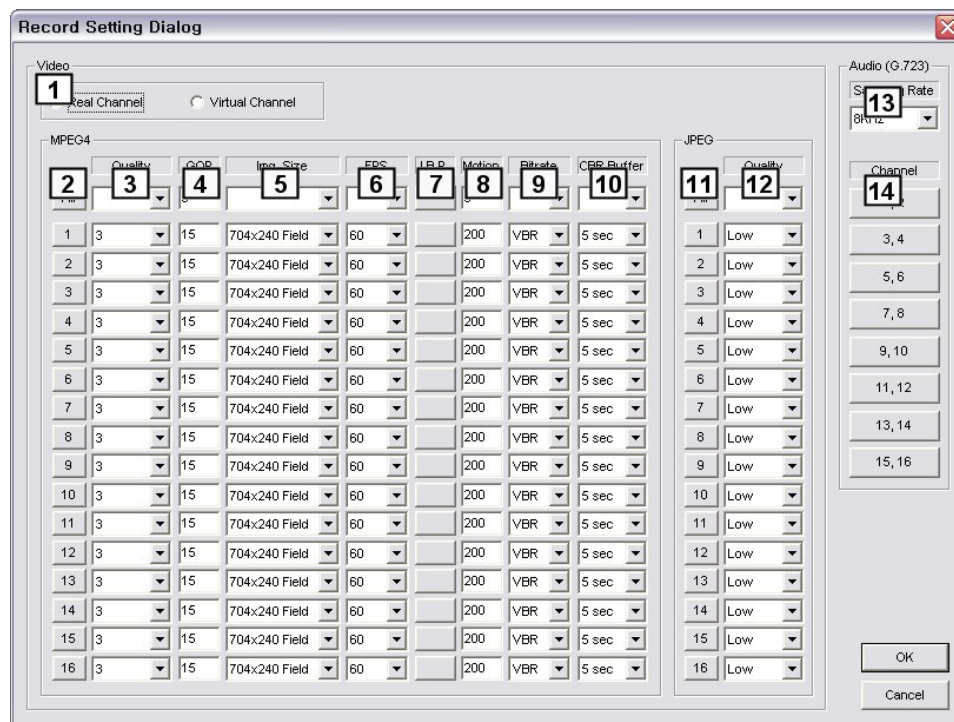 Record Setting Dialog
Video
1
Real Channel
Virtual Channel
MPEG4
Quality GOP Img. Size FPS I,B,P Motion Bitrate CBR Buffer
2 3 4 5 6 7 8 9 10
1 3 15 704x240 Field 60 200 VBR 5 sec
2 3 15 704x240 Field 60 200 VBR 5 sec
3 3 15 704x240 Field 60 200 VBR 5 sec
4 3 15 704x240 Field 60 200 VBR 5 sec
5 3 15 704x240 Field 60 200 VBR 5 sec
6 3 15 704x240 Field 60 200 VBR 5 sec
7 3 15 704x240 Field 60 200 VBR 5 sec
8 3 15 704x240 Field 60 200 VBR 5 sec
9 3 15 704x240 Field 60 200 VBR 5 sec
10 3 15 704x240 Field 60 200 VBR 5 sec
11 3 15 704x240 Field 60 200 VBR 5 sec
12 3 15 704x240 Field 60 200 VBR 5 sec
13 3 15 704x240 Field 60 200 VBR 5 sec
14 3 15 704x240 Field 60 200 VBR 5 sec
15 3 15 704x240 Field 60 200 VBR 5 sec
16 3 15 704x240 Field 60 200 VBR 5 sec
JPEG
Quality
11 12
1 Low
2 Low
3 Low
4 Low
5 Low
6 Low
7 Low
8 Low
9 Low
10 Low
11 Low
12 Low
13 Low
14 Low
15 Low
16 Low
Audio (G.723)
Rate
13
8KHz
Channel
14
3, 4
5, 6
7, 8
9, 10
11, 12
13, 14
15, 16
OK
Cancel